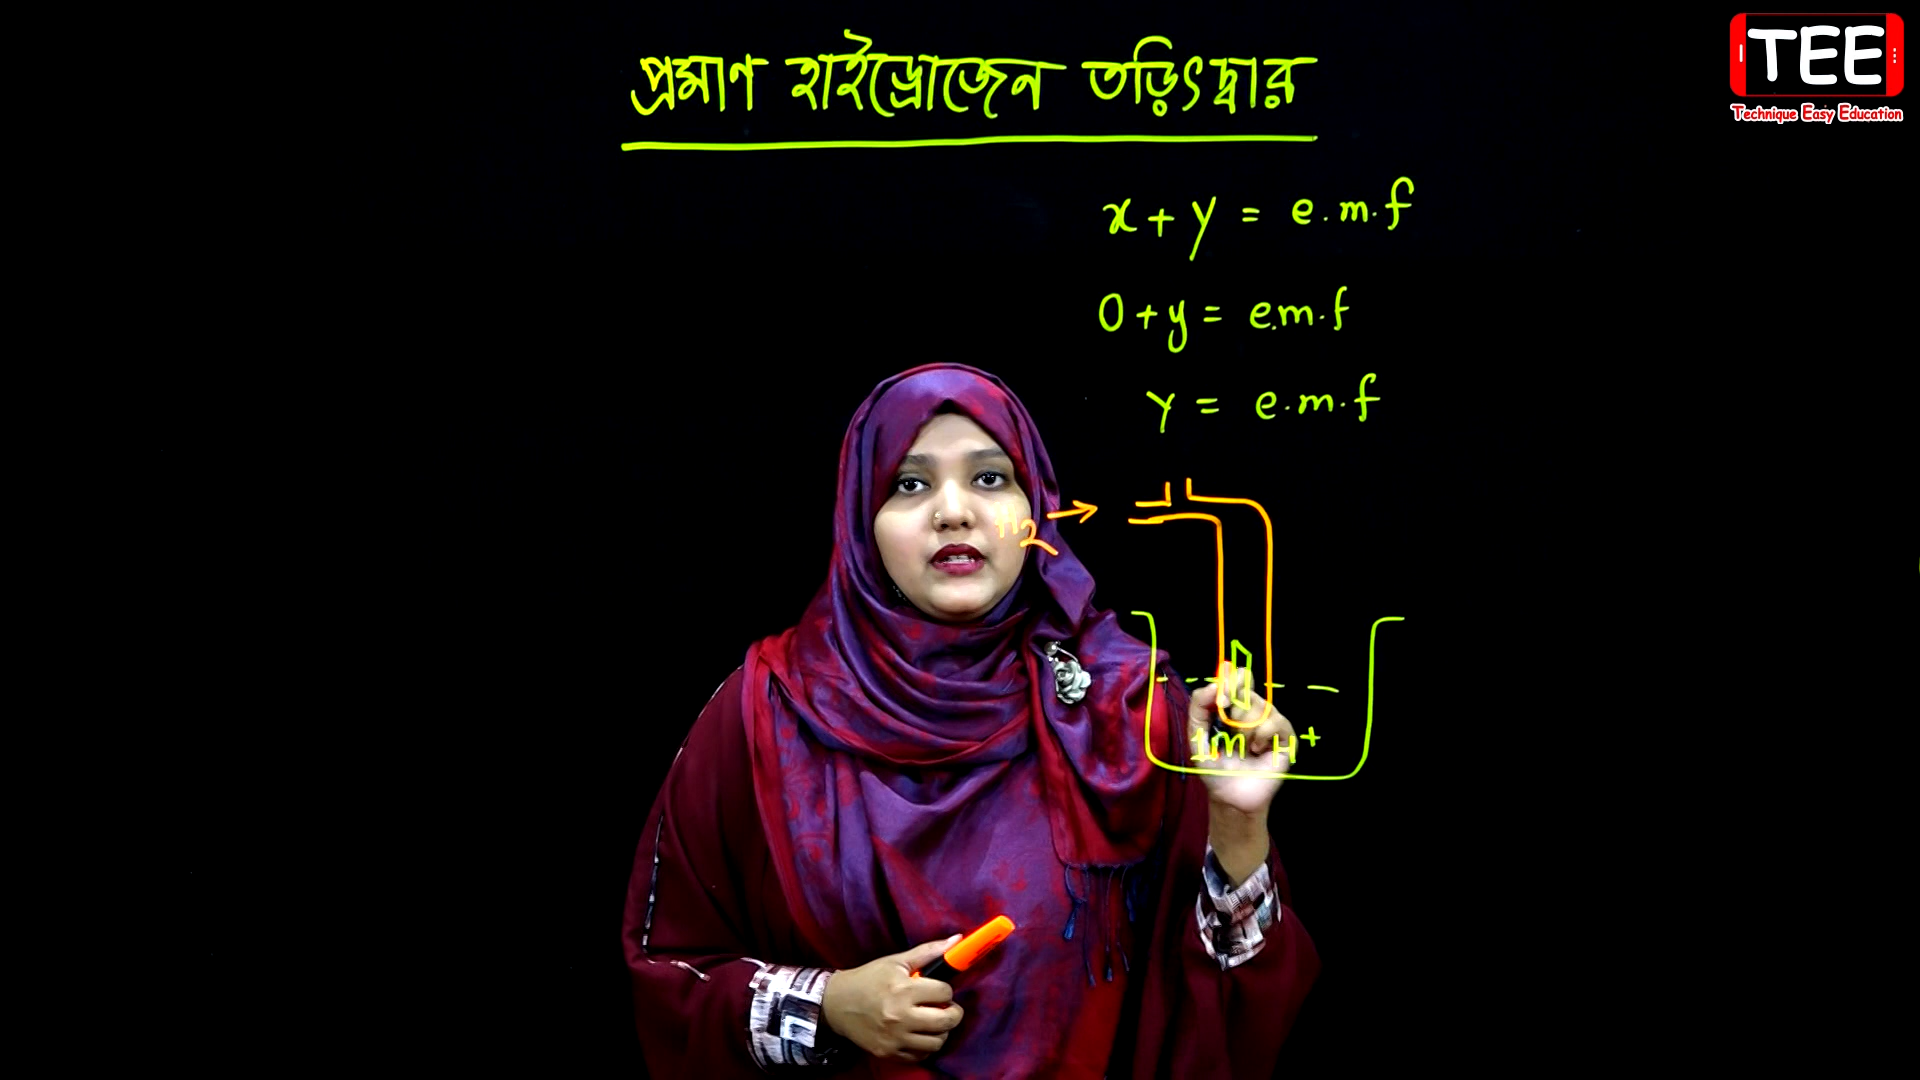 প্রমাণ হাইড্রোজেন তড়িৎদ্বার
TEE
Technique Easy Education
x + y = e.m.f
0 + y = e.m.f
y = e.m.f
H2 →
1M H+